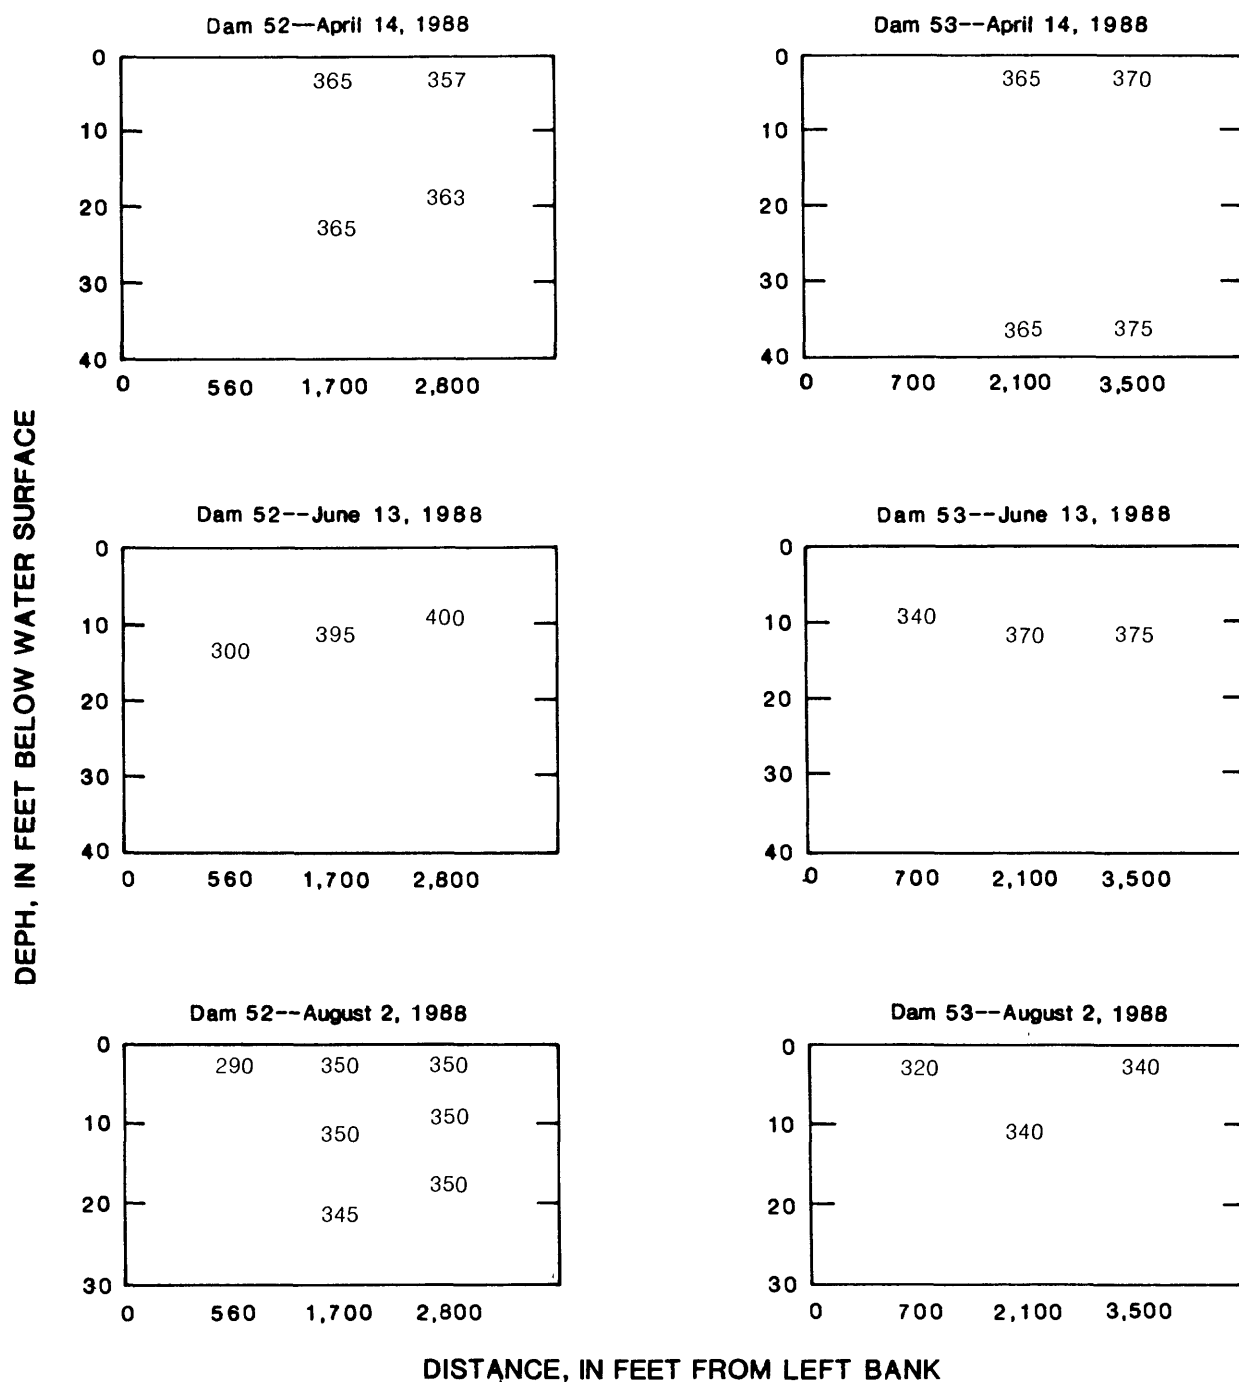 Dam 52--April 14, 1988
0
365 357
10
20
363
365
30
40
0 560 1,700 2,800
Dam 53--April 14, 1988
0
365 370
10
20
30
365 375
40
0 700 2,100 3,500
DEPH, IN FEET BELOW WATER SURFACE
Dam 52--June 13, 1988
0
10
400
395
300
20
30
40
0 560 1,700 2,800
Dam 53--June 13, 1988
0
10
340
370 375
20
30
40
0 700 2,100 3,500
Dam 52--August 2, 1988
0
290 350 350
10
350
350
350
20
345
30
0 560 1,700 2,800
Dam 53--August 2, 1988
0
320 340
10
340
20
30
0 700 2,100 3,500
DISTANCE, IN FEET FROM LEFT BANK